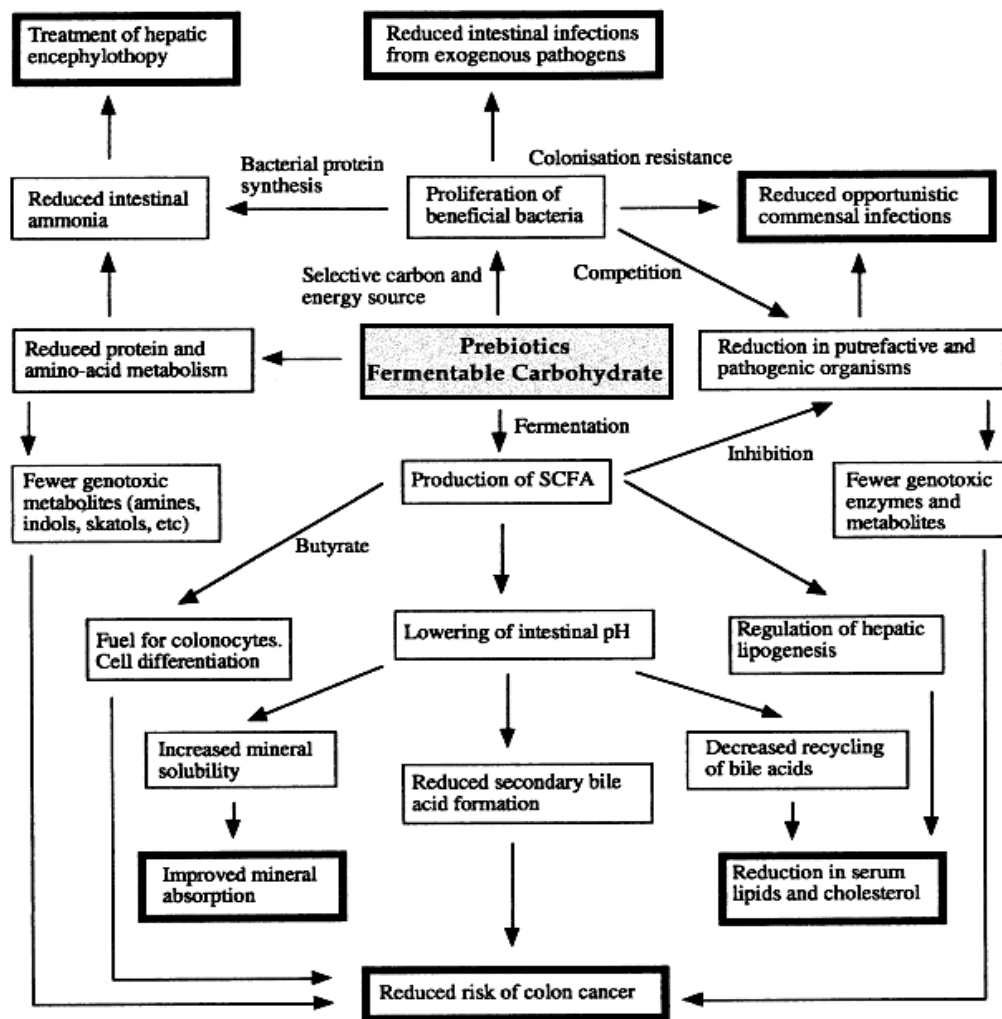 Treatment of hepatic
encephylothopy
Reduced intestinal infections
from exogenous pathogens
Bacterial protein
synthesis
Colonisation resistance
Reduced intestinal
ammonia
Proliferation of
beneficial bacteria
Reduced opportunistic
commensal infections
Selective carbon and
energy source
Competition
Reduced protein and
amino-acid metabolism
Prebiotics
Fermentable Carbohydrate
Reduction in putrefactive and
pathogenic organisms
Fermentation
Inhibition
Fewer genotoxic
metabolites (amines,
indols, skatols, etc)
Production of SCFA
Fewer genotoxic
enzymes and
metabolites
Butyrate
Fuel for colonocytes.
Cell differentiation
Lowering of intestinal pH
Regulation of hepatic
lipogenesis
Increased mineral
solubility
Reduced secondary bile
acid formation
Decreased recycling
of bile acids
Improved mineral
absorption
Reduction in serum
lipids and cholesterol
Reduced risk of colon cancer